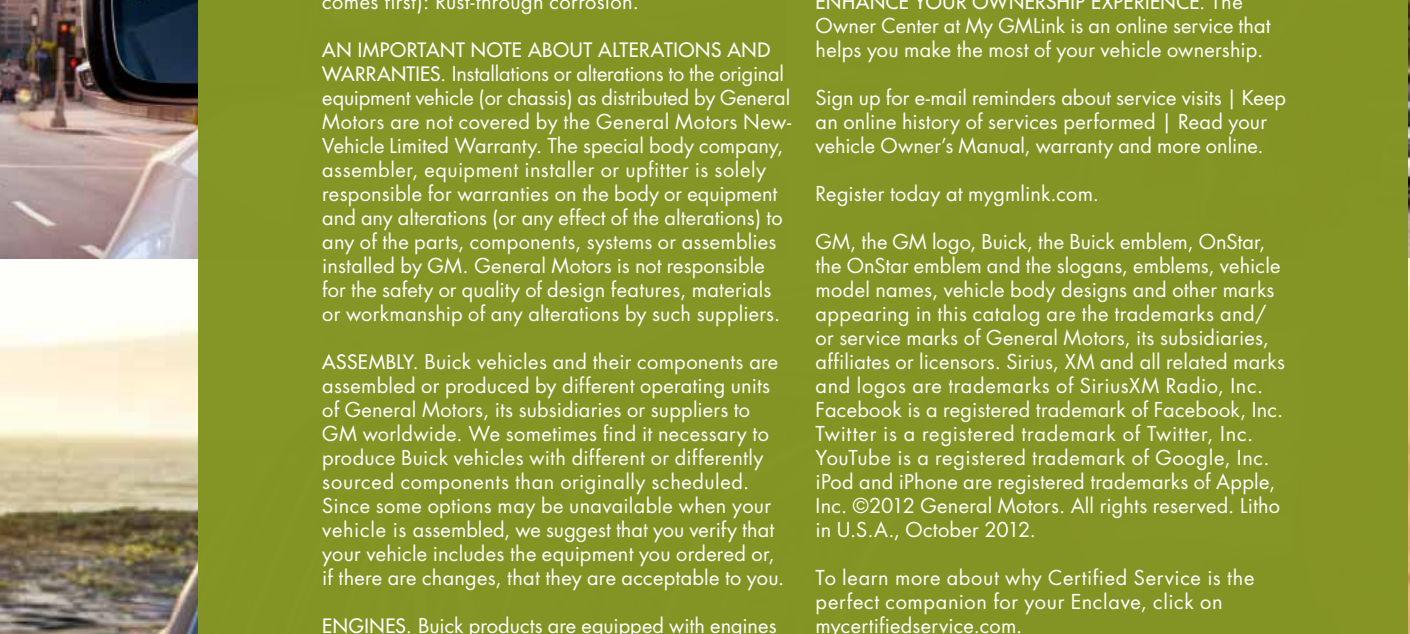 comes first): Rust-through corrosion.
AN IMPORTANT NOTE ABOUT ALTERATIONS AND
WARRANTIES. Installations or alterations to the original
equipment vehicle (or chassis) as distributed by General
Motors are not covered by the General Motors New-
Vehicle Limited Warranty. The special body company,
assembler, equipment installer or upfitter is solely
responsible for warranties on the body or equipment
and any alterations (or any effect of the alterations) to
any of the parts, components, systems or assemblies
installed by GM. General Motors is not responsible
for the safety or quality of design features, materials
or workmanship of any alterations by such suppliers.
ASSEMBLY. Buick vehicles and their components are
assembled or produced by different operating units
of General Motors, its subsidiaries or suppliers to
GM worldwide. We sometimes find it necessary to
produce Buick vehicles with different or differently
sourced components than originally scheduled.
Since some options may be unavailable when your
vehicle is assembled, we suggest that you verify that
your vehicle includes the equipment you ordered or,
if there are changes, that they are acceptable to you.
ENGINES. Buick products are equipped with engines
ENHANCE YOUR OWNERSHIP EXPERIENCE. The
Owner Center at My GMLink is an online service that
helps you make the most of your vehicle ownership.
Sign up for e-mail reminders about service visits | Keep
an online history of services performed | Read your
vehicle Owner's Manual, warranty and more online.
Register today at mygmlink.com.
GM, the GM logo, Buick, the Buick emblem, OnStar,
the OnStar emblem and the slogans, emblems, vehicle
model names, vehicle body designs and other marks
appearing in this catalog are the trademarks and/
or service marks of General Motors, its subsidiaries,
affiliates or licensors. Sirius, XM and all related marks
and logos are trademarks of SiriusXM Radio, Inc.
Facebook is a registered trademark of Facebook, Inc.
Twitter is a registered trademark of Twitter, Inc.
YouTube is a registered trademark of Google, Inc.
iPod and iPhone are registered trademarks of Apple,
Inc. ©2012 General Motors. All rights reserved. Litho
in U.S.A., October 2012.
To learn more about why Certified Service is the
perfect companion for your Enclave, click on
mycertifiedservice.com.